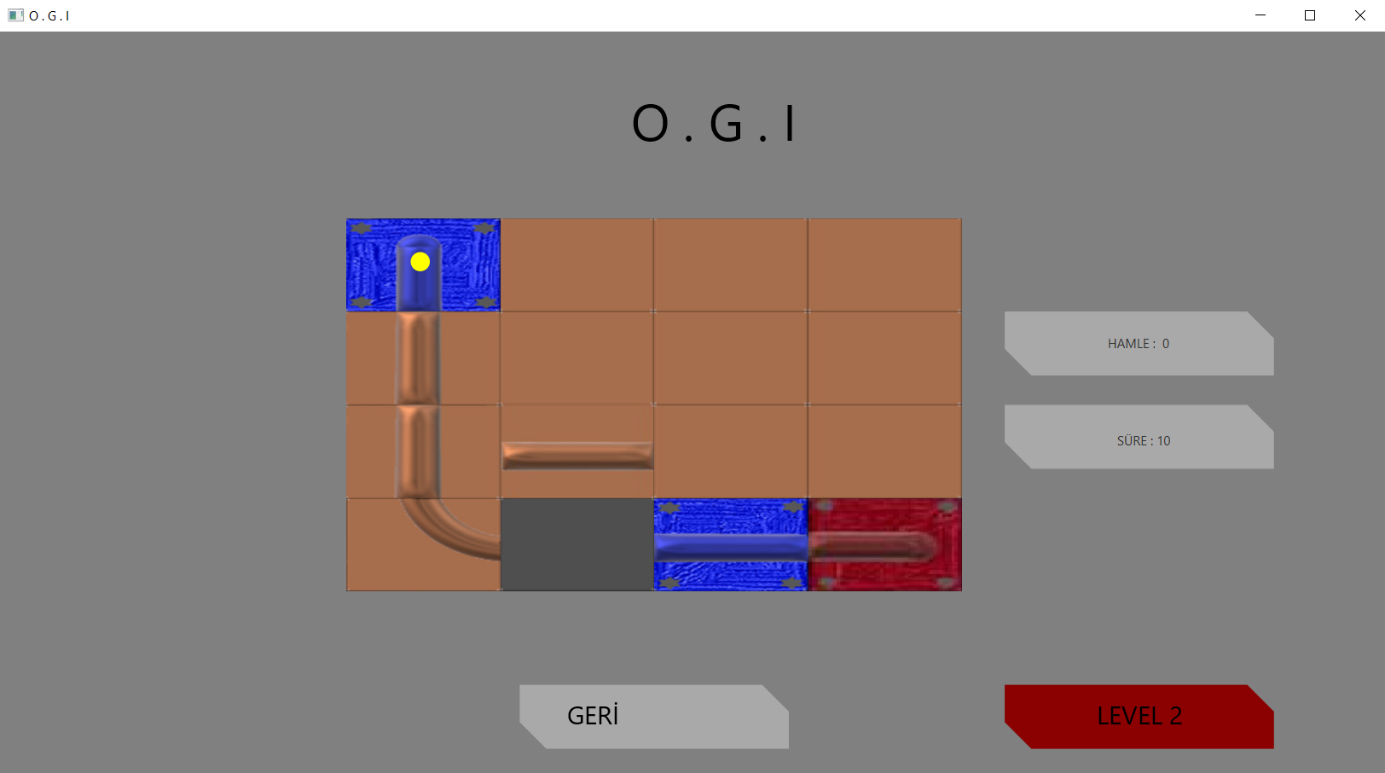 O . G . I
O . G . I
HAMLE : 0
SÜRE : 10
GERİ
LEVEL 2